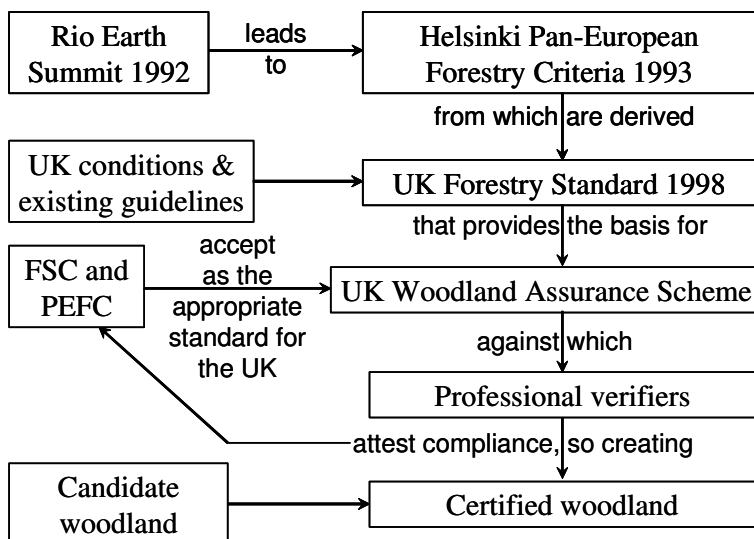 Rio Earth
Summit 1992
leads
to
Helsinki Pan-European
Forestry Criteria 1993
from which are derived
UK conditions &
existing guidelines
UK Forestry Standard 1998
that provides the basis for
FSC and
PEFC
accept
as the
appropriate
standard for
the UK
UK Woodland Assurance Scheme
against which
Professional verifiers
attest compliance, so creating
Candidate
woodland
Certified woodland